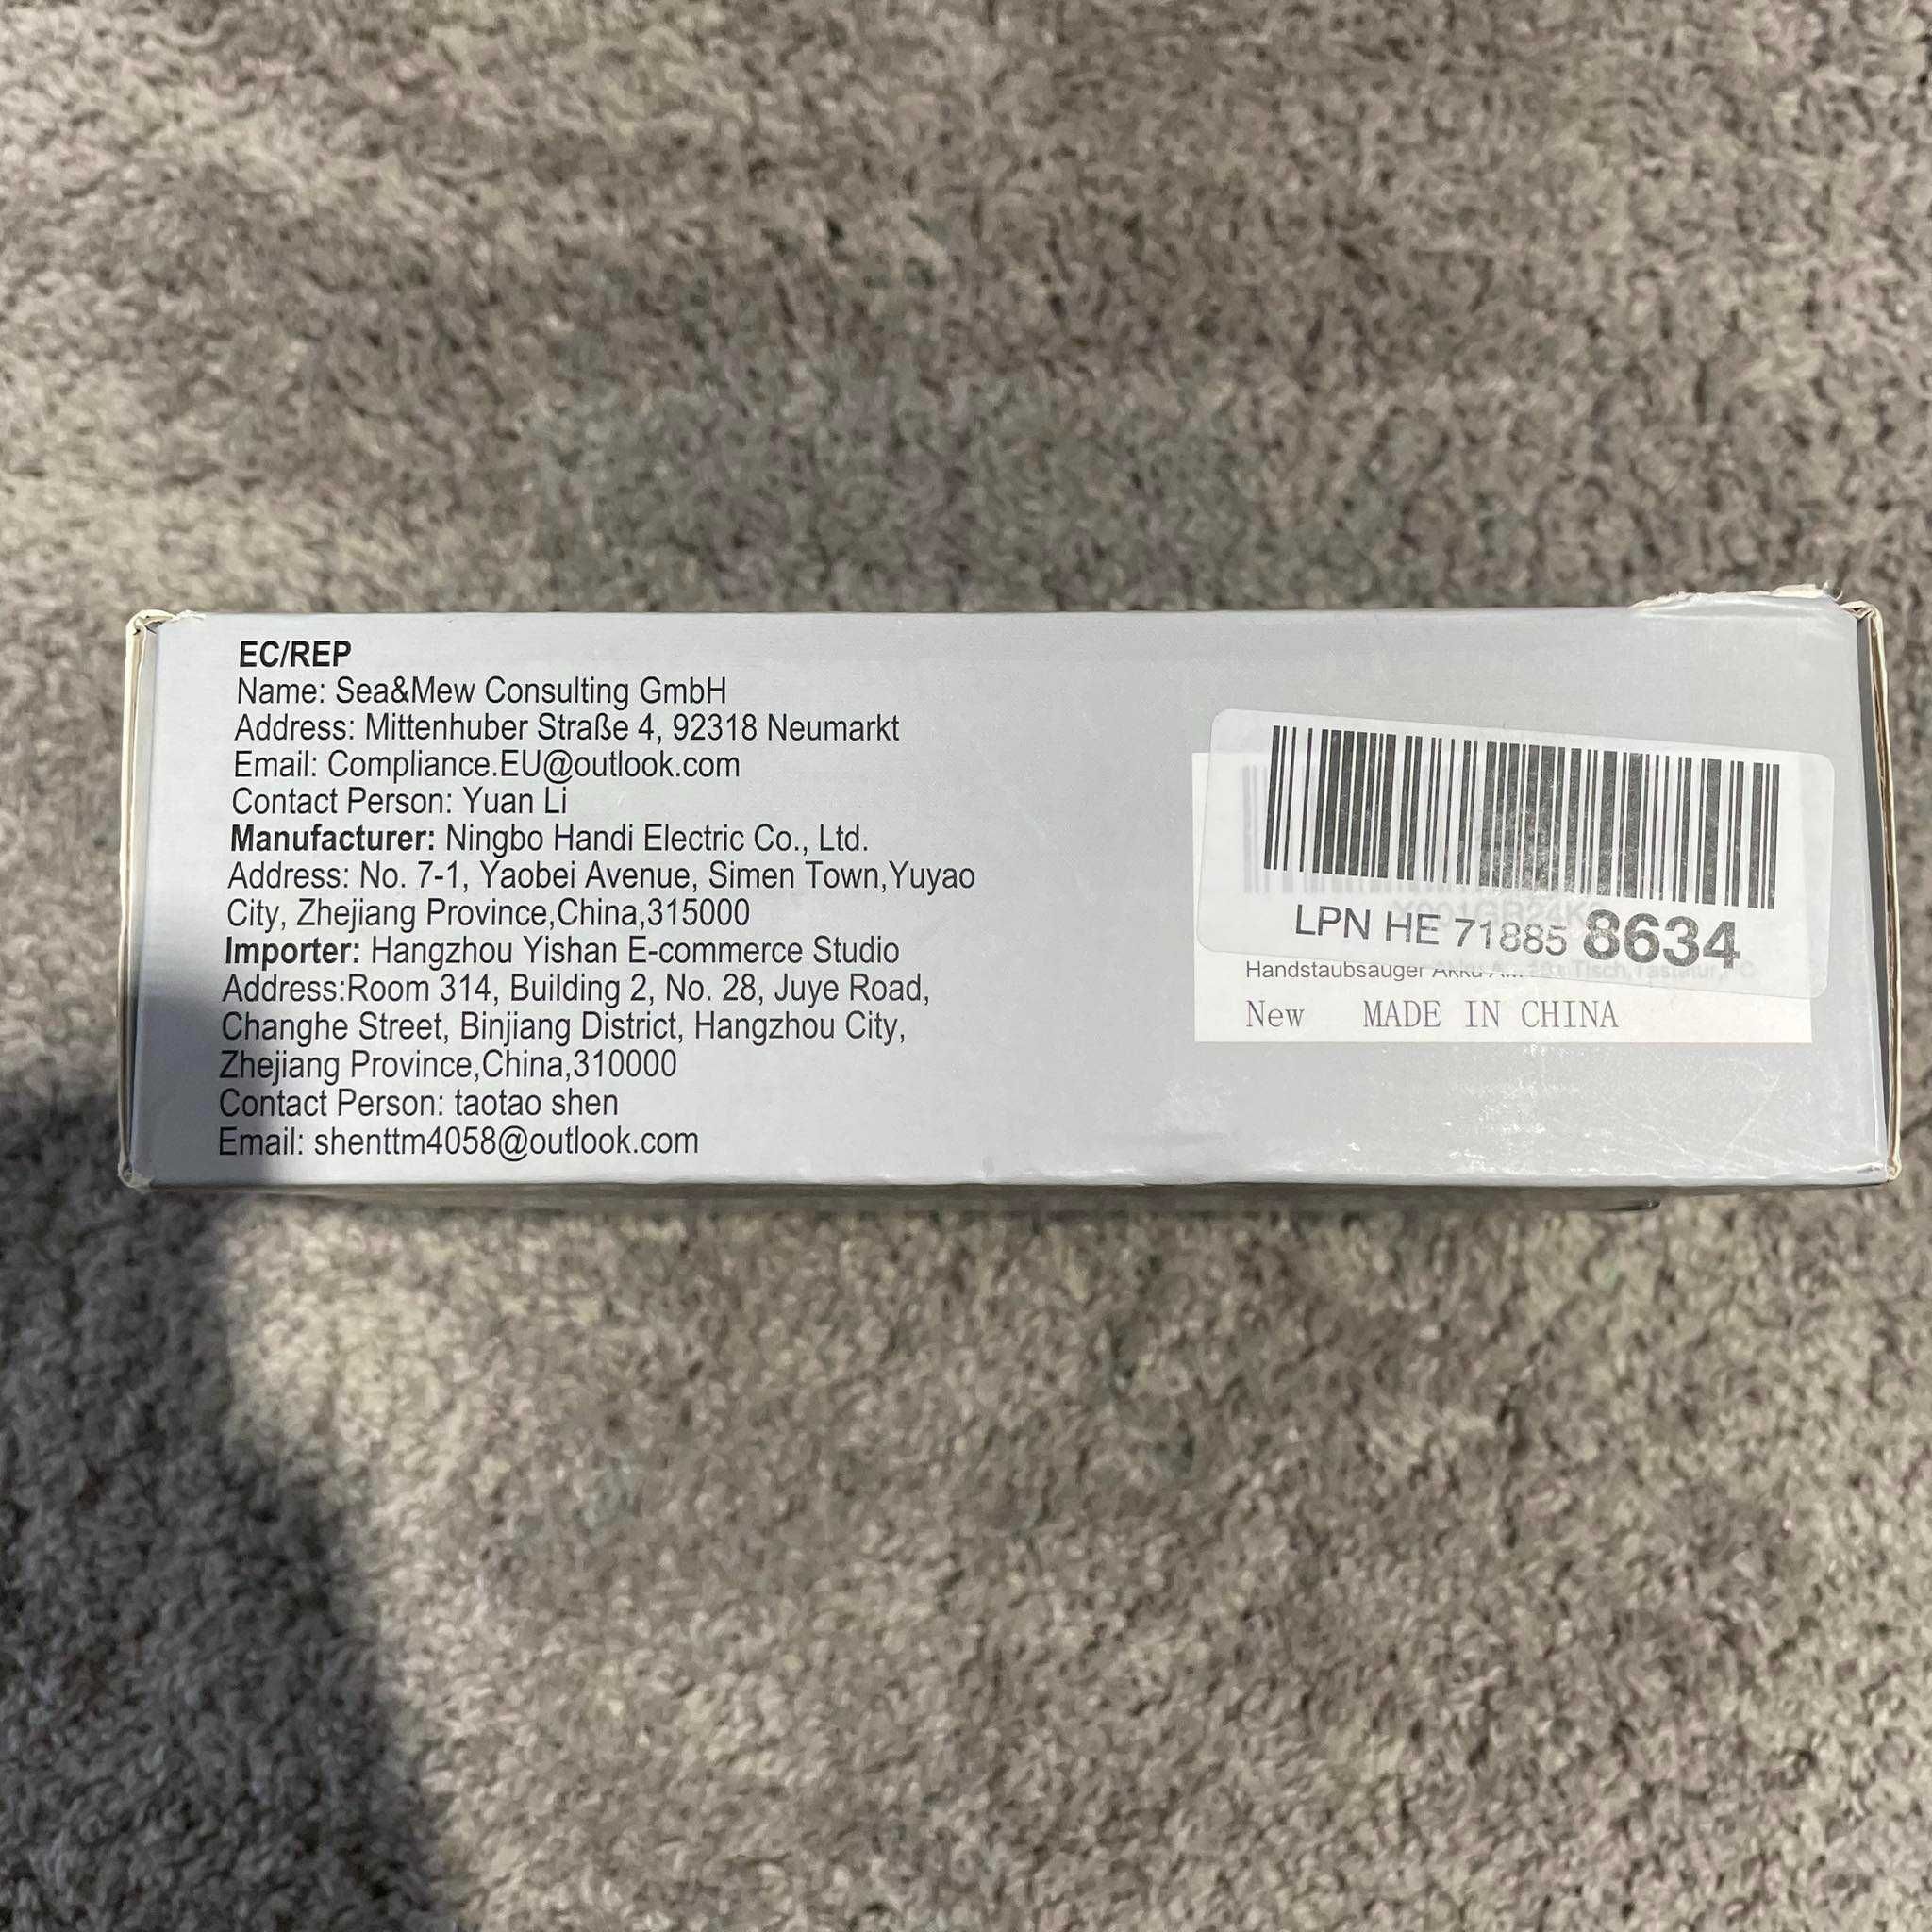 EC/REP
Name: Sea&Mew Consulting GmbH
Address: Mittenhuber Straße 4, 92318 Neumarkt
Email: Compliance.EU@outlook.com
Contact Person: Yuan Li
Manufacturer: Ningbo Handi Electric Co., Ltd.
Address: No. 7-1, Yaobei Avenue, Simen Town,Yuyao
City, Zhejiang Province,China,315000
Importer: Hangzhou Yishan E-commerce Studio
Address:Room 314, Building 2, No. 28, Juye Road,
Changhe Street, Binjiang District, Hangzhou City,
Zhejiang Province,China,310000
Contact Person: taotao shen
Email: shenttm4058@outlook.com
LPN HE 71885 8634
Handstaubsauger Akku A... Tisch,Tastatur,PC
New MADE IN CHINA